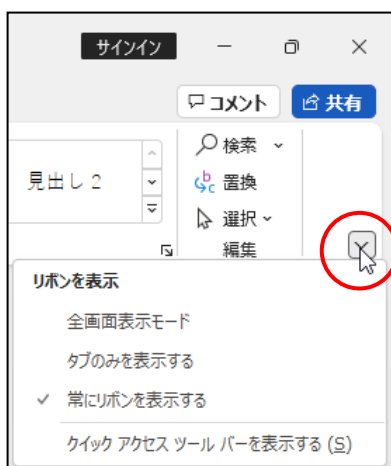 サインイン
コメント
共有
検索
見出し 2
置換
選択
編集
リボンを表示
全画面表示モード
タブのみを表示する
常にリボンを表示する
クイック アクセス ツール バーを表示する (S)